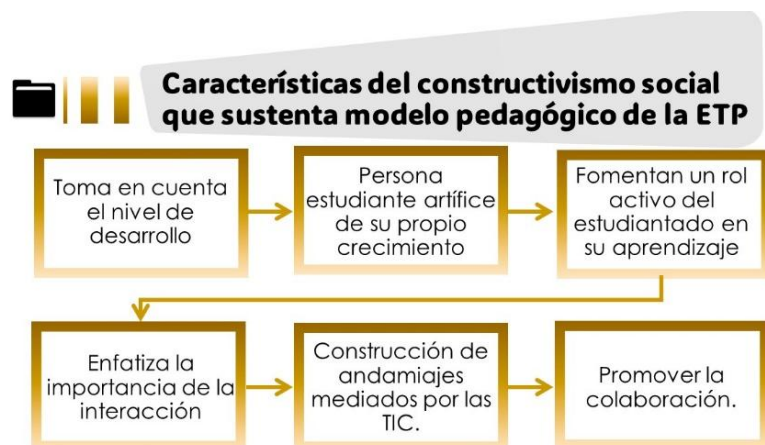 Características del constructivismo social
que sustenta modelo pedagógico de la ETP
Toma en cuenta
el nivel de
desarrollo
Persona
estudiante artífice
de su propio
crecimiento
Fomentan un rol
activo del
estudiantado en
su aprendizaje
Enfatiza la
importancia de la
interacción
Construcción de
andamiajes
mediados por las
TIC.
Promover la
colaboración.